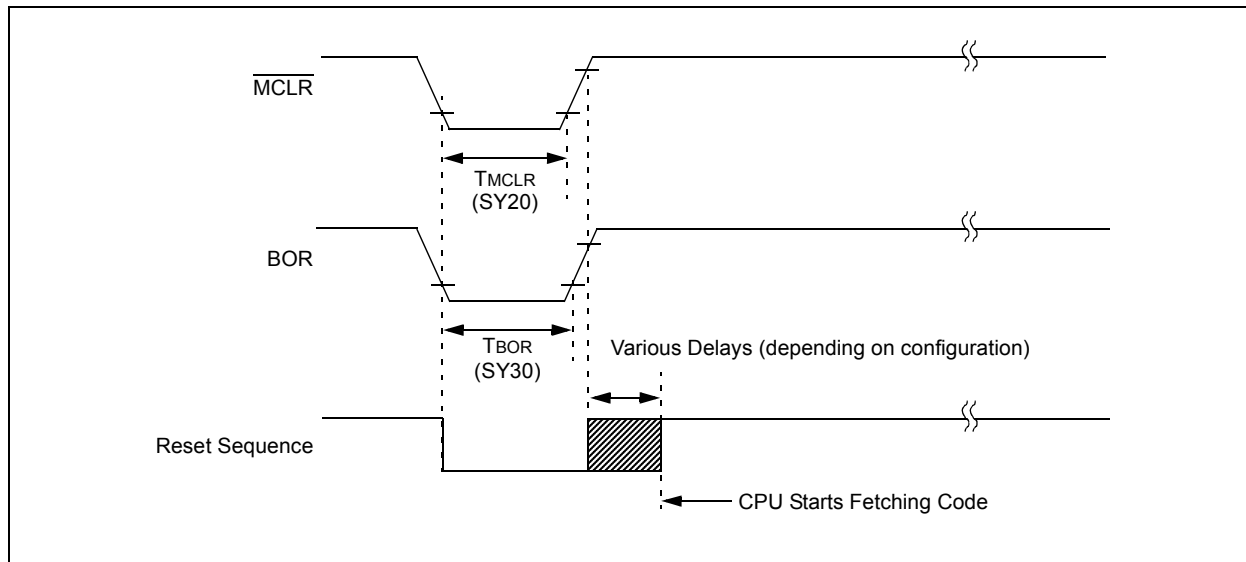 MCLR
TMCLR
(SY20)
BOR
TBOR
(SY30)
Various Delays (depending on configuration)
Reset Sequence
CPU Starts Fetching Code